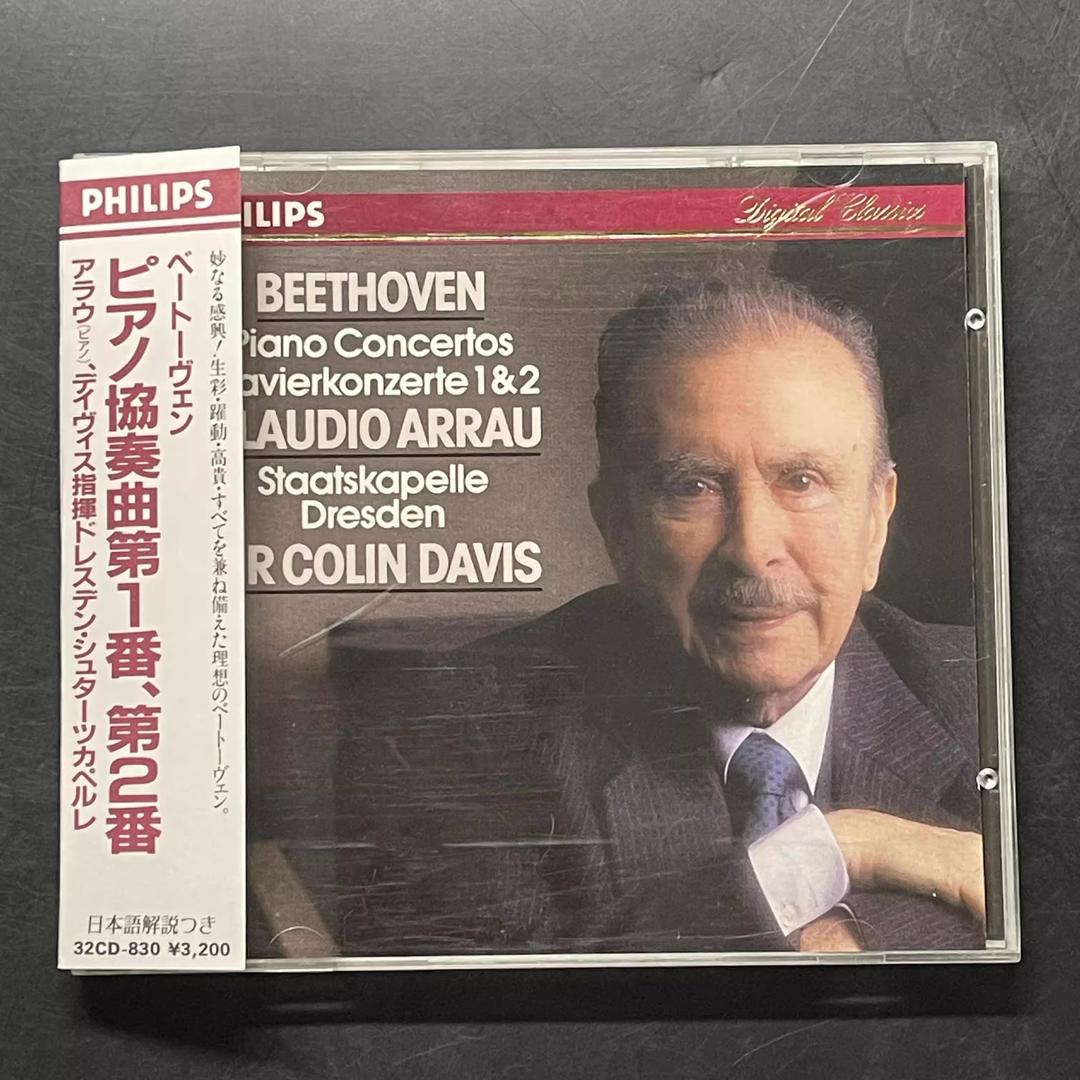 PHILIPS
妙なる感興！生彩・躍動・高貴・すべてを兼ね備えた理想のベートーヴェン。
ベートーヴェン
ピアノ協奏曲第1番、第2番
アラウ（ピアノ）、デイヴィス指揮ドレスデン・シュターツカペルレ
日本語解説つき
32CD-830 ¥3,200
ILIPS
Digital Classics
BEETHOVEN
Piano Concertos
avierkonzerte 1 & 2
LAUDIO ARRAU
Staatskapelle
Dresden
R COLIN DAVIS